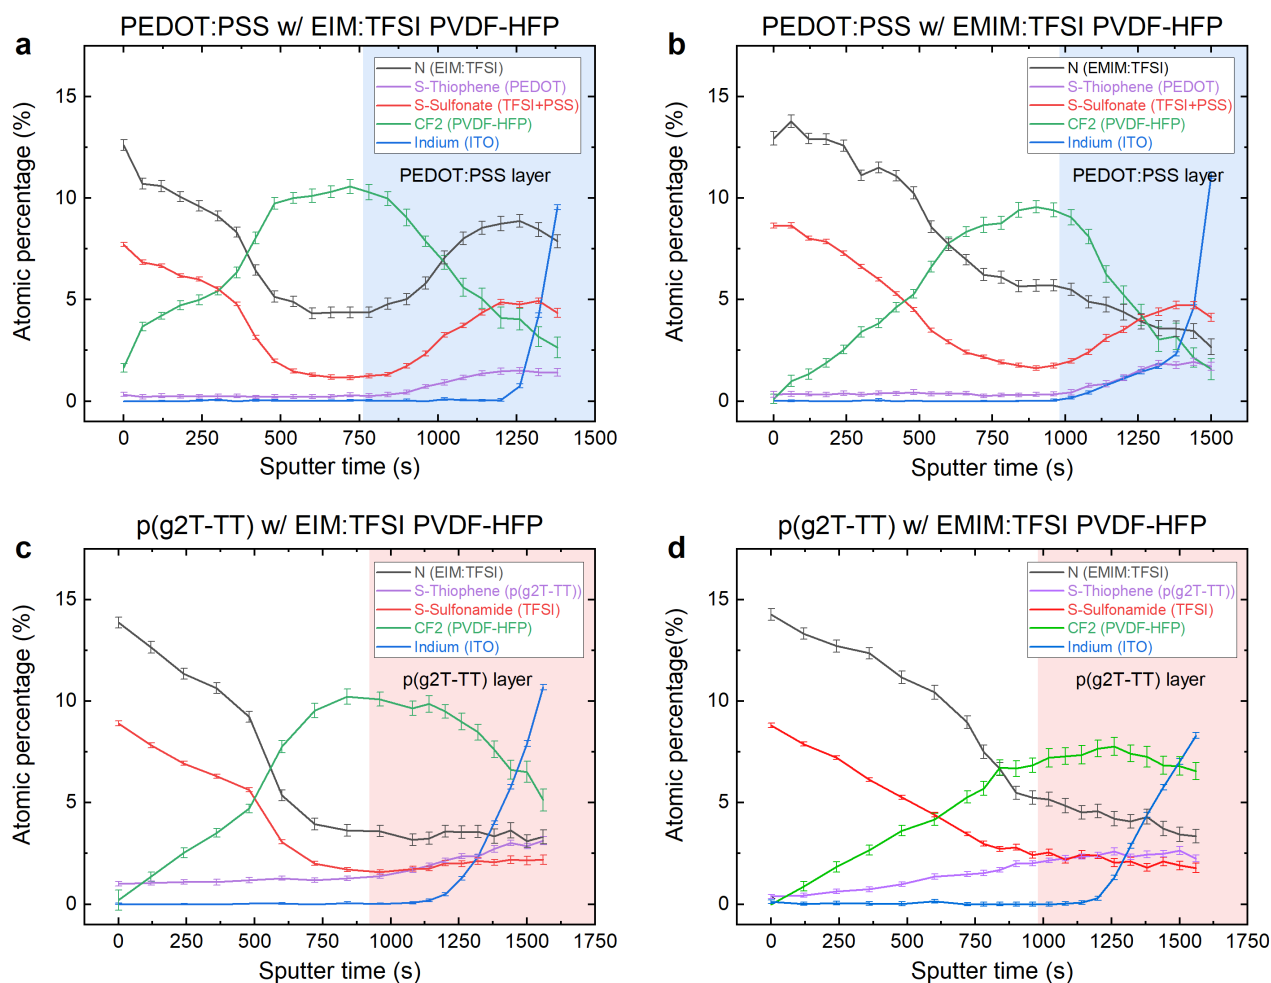 a
PEDOT:PSS w/ EIM:TFSI PVDF-HFP
N (EIM:TFSI)
S-Thiophene (PEDOT)
S-Sulfonate (TFSI+PSS)
CF2 (PVDF-HFP)
Indium (ITO)
PEDOT:PSS layer
Atomic percentage (%)
15
10
5
0
0 250 500 750 1000 1250 1500
Sputter time (s)
b
PEDOT:PSS w/ EMIM:TFSI PVDF-HFP
N (EMIM:TFSI)
S-Thiophene (PEDOT)
S-Sulfonate (TFSI+PSS)
CF2 (PVDF-HFP)
Indium (ITO)
PEDOT:PSS layer
Atomic percentage (%)
15
10
5
0
0 250 500 750 1000 1250 1500
Sputter time (s)
c
p(g2T-TT) w/ EIM:TFSI PVDF-HFP
N (EIM:TFSI)
S-Thiophene (p(g2T-TT))
S-Sulfonamide (TFSI)
CF2 (PVDF-HFP)
Indium (ITO)
p(g2T-TT) layer
Atomic percentage (%)
15
10
5
0
0 250 500 750 1000 1250 1500 1750
Sputter time (s)
d
p(g2T-TT) w/ EMIM:TFSI PVDF-HFP
N (EMIM:TFSI)
S-Thiophene (p(g2T-TT))
S-Sulfonamide (TFSI)
CF2 (PVDF-HFP)
Indium (ITO)
p(g2T-TT) layer
Atomic percentage(%)
15
10
5
0
0 250 500 750 1000 1250 1500 1750
Sputter time (s)